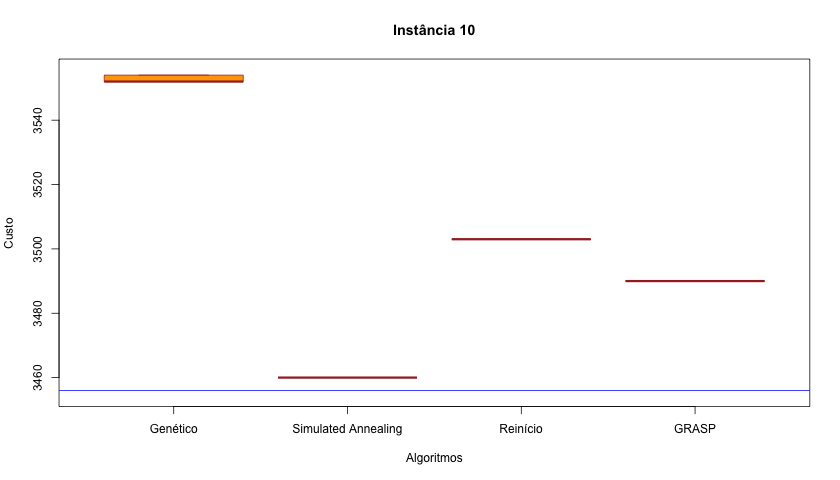 Instância 10
Custo
3540
3520
3500
3480
3460
Genético
Simulated Annealing
Reinício
GRASP
Algoritmos